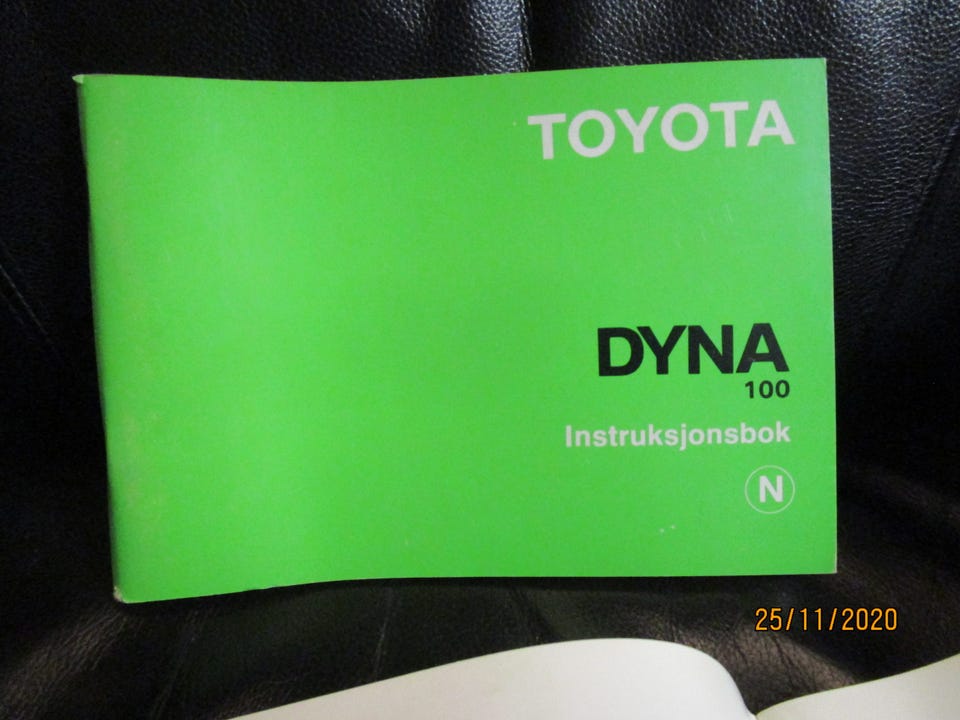 TOYOTA
DYNA
100
Instruksjonsbok
N
25/11/2020